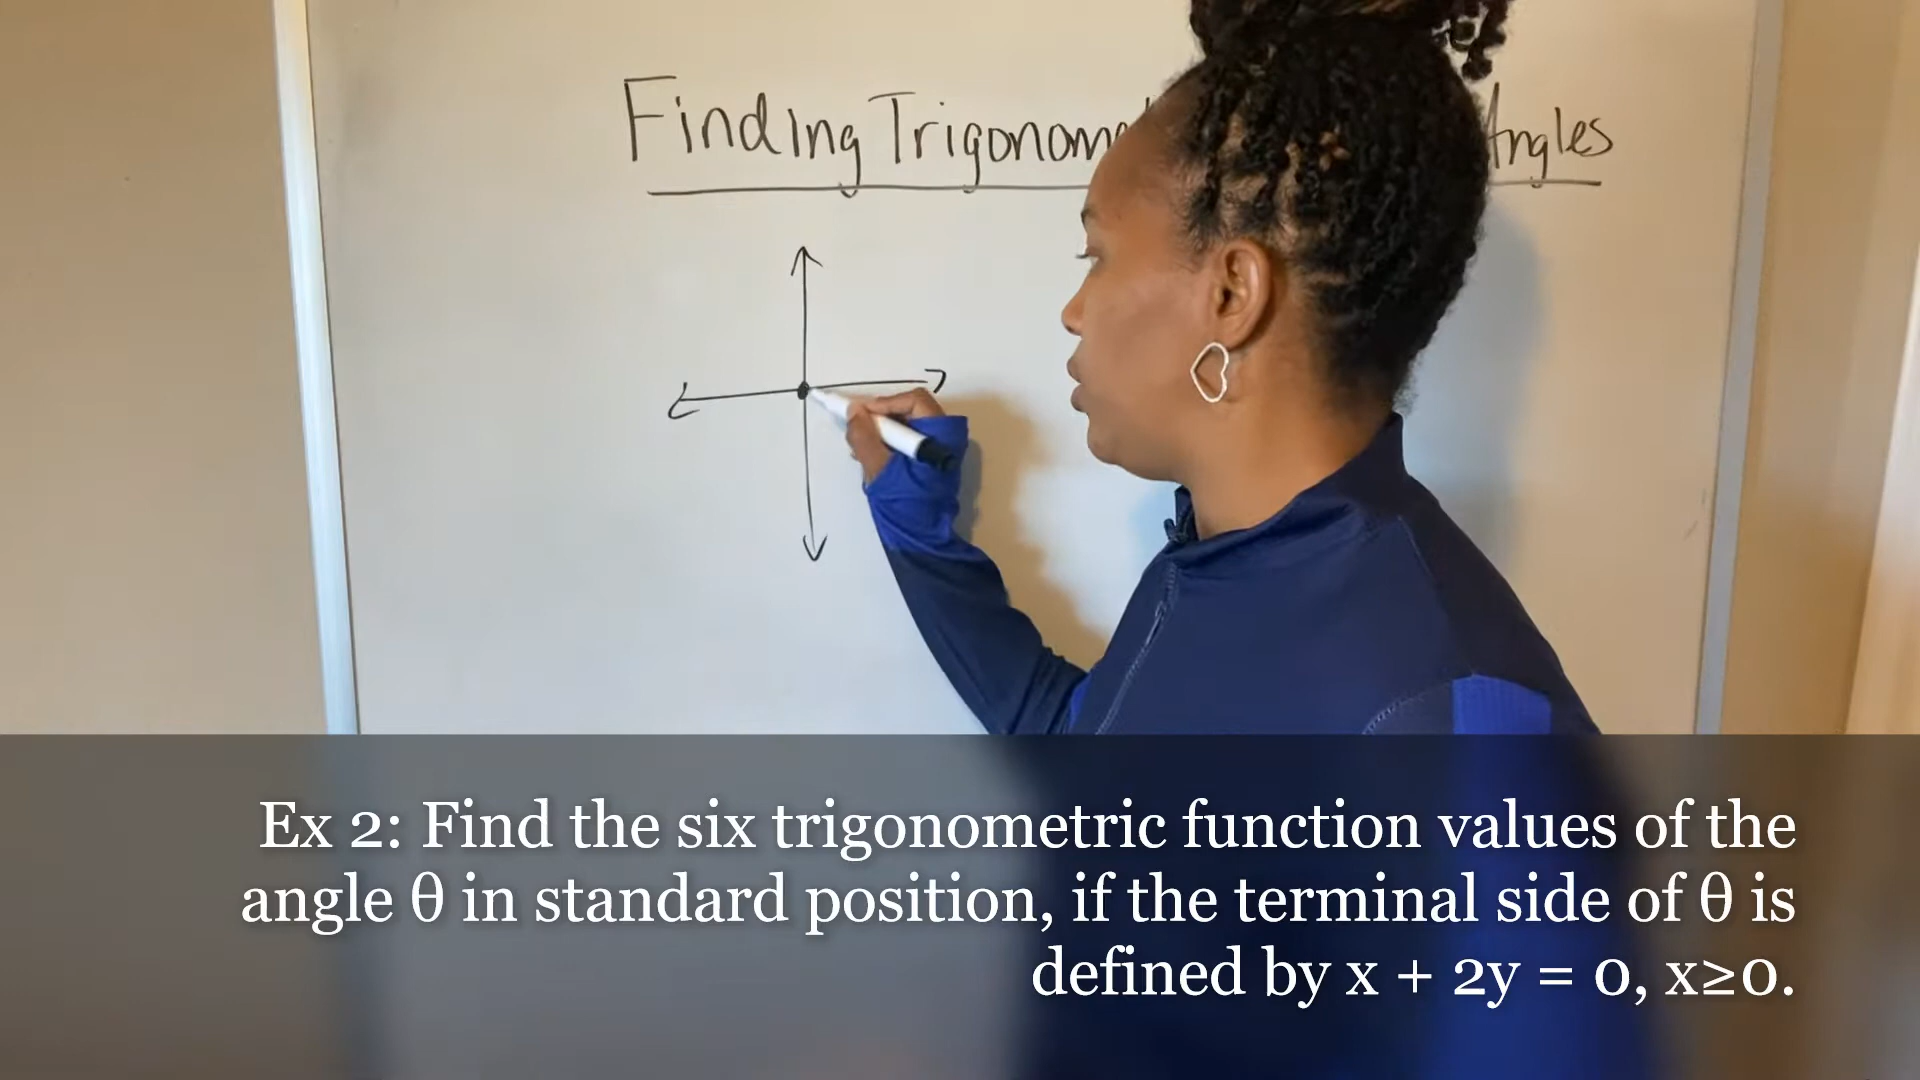 Finding Trigonom Angles
Ex 2: Find the six trigonometric function values of the
angle θ in standard position, if the terminal side of θ is
defined by x + 2y = 0, x≥0.